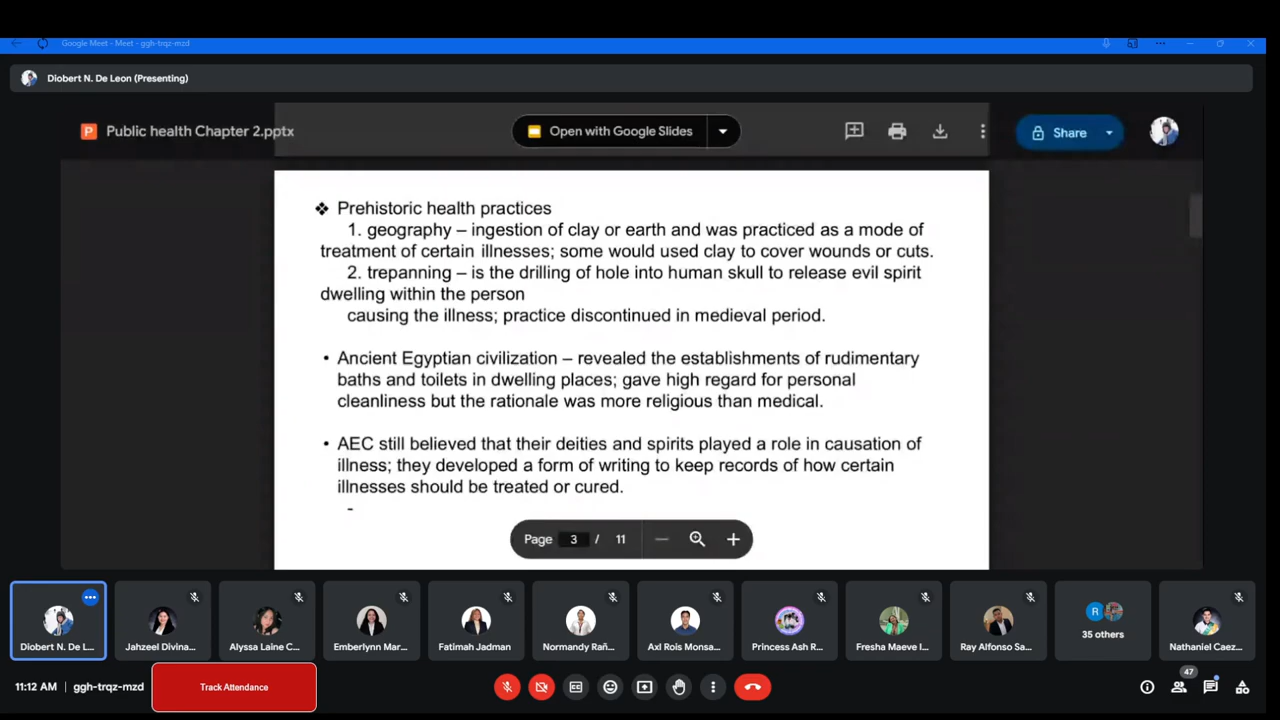 Google Meet - Meet - ggh-trqz-mzd
Diobert N. De Leon (Presenting)
P Public health Chapter 2.pptx
Open with Google Slides
Share
❖ Prehistoric health practices
1. geography – ingestion of clay or earth and was practiced as a mode of
treatment of certain illnesses; some would used clay to cover wounds or cuts.
2. trepanning – is the drilling of hole into human skull to release evil spirit
dwelling within the person
causing the illness; practice discontinued in medieval period.
• Ancient Egyptian civilization – revealed the establishments of rudimentary
baths and toilets in dwelling places; gave high regard for personal
cleanliness but the rationale was more religious than medical.
• AEC still believed that their deities and spirits played a role in causation of
illness; they developed a form of writing to keep records of how certain
illnesses should be treated or cured.
-
Page 3 / 11
Diobert N. De L...
Jahzeel Divina...
Alyssa Laine C...
Emberlynn Mar...
Fatimah Jadman
Normandy Rañ...
Axl Rois Monsa...
Princess Ash R...
Fresha Maeve I...
Ray Alfonso Sa...
R
35 others
Nathaniel Caez...
11:12 AM | ggh-trqz-mzd
Track Attendance
47